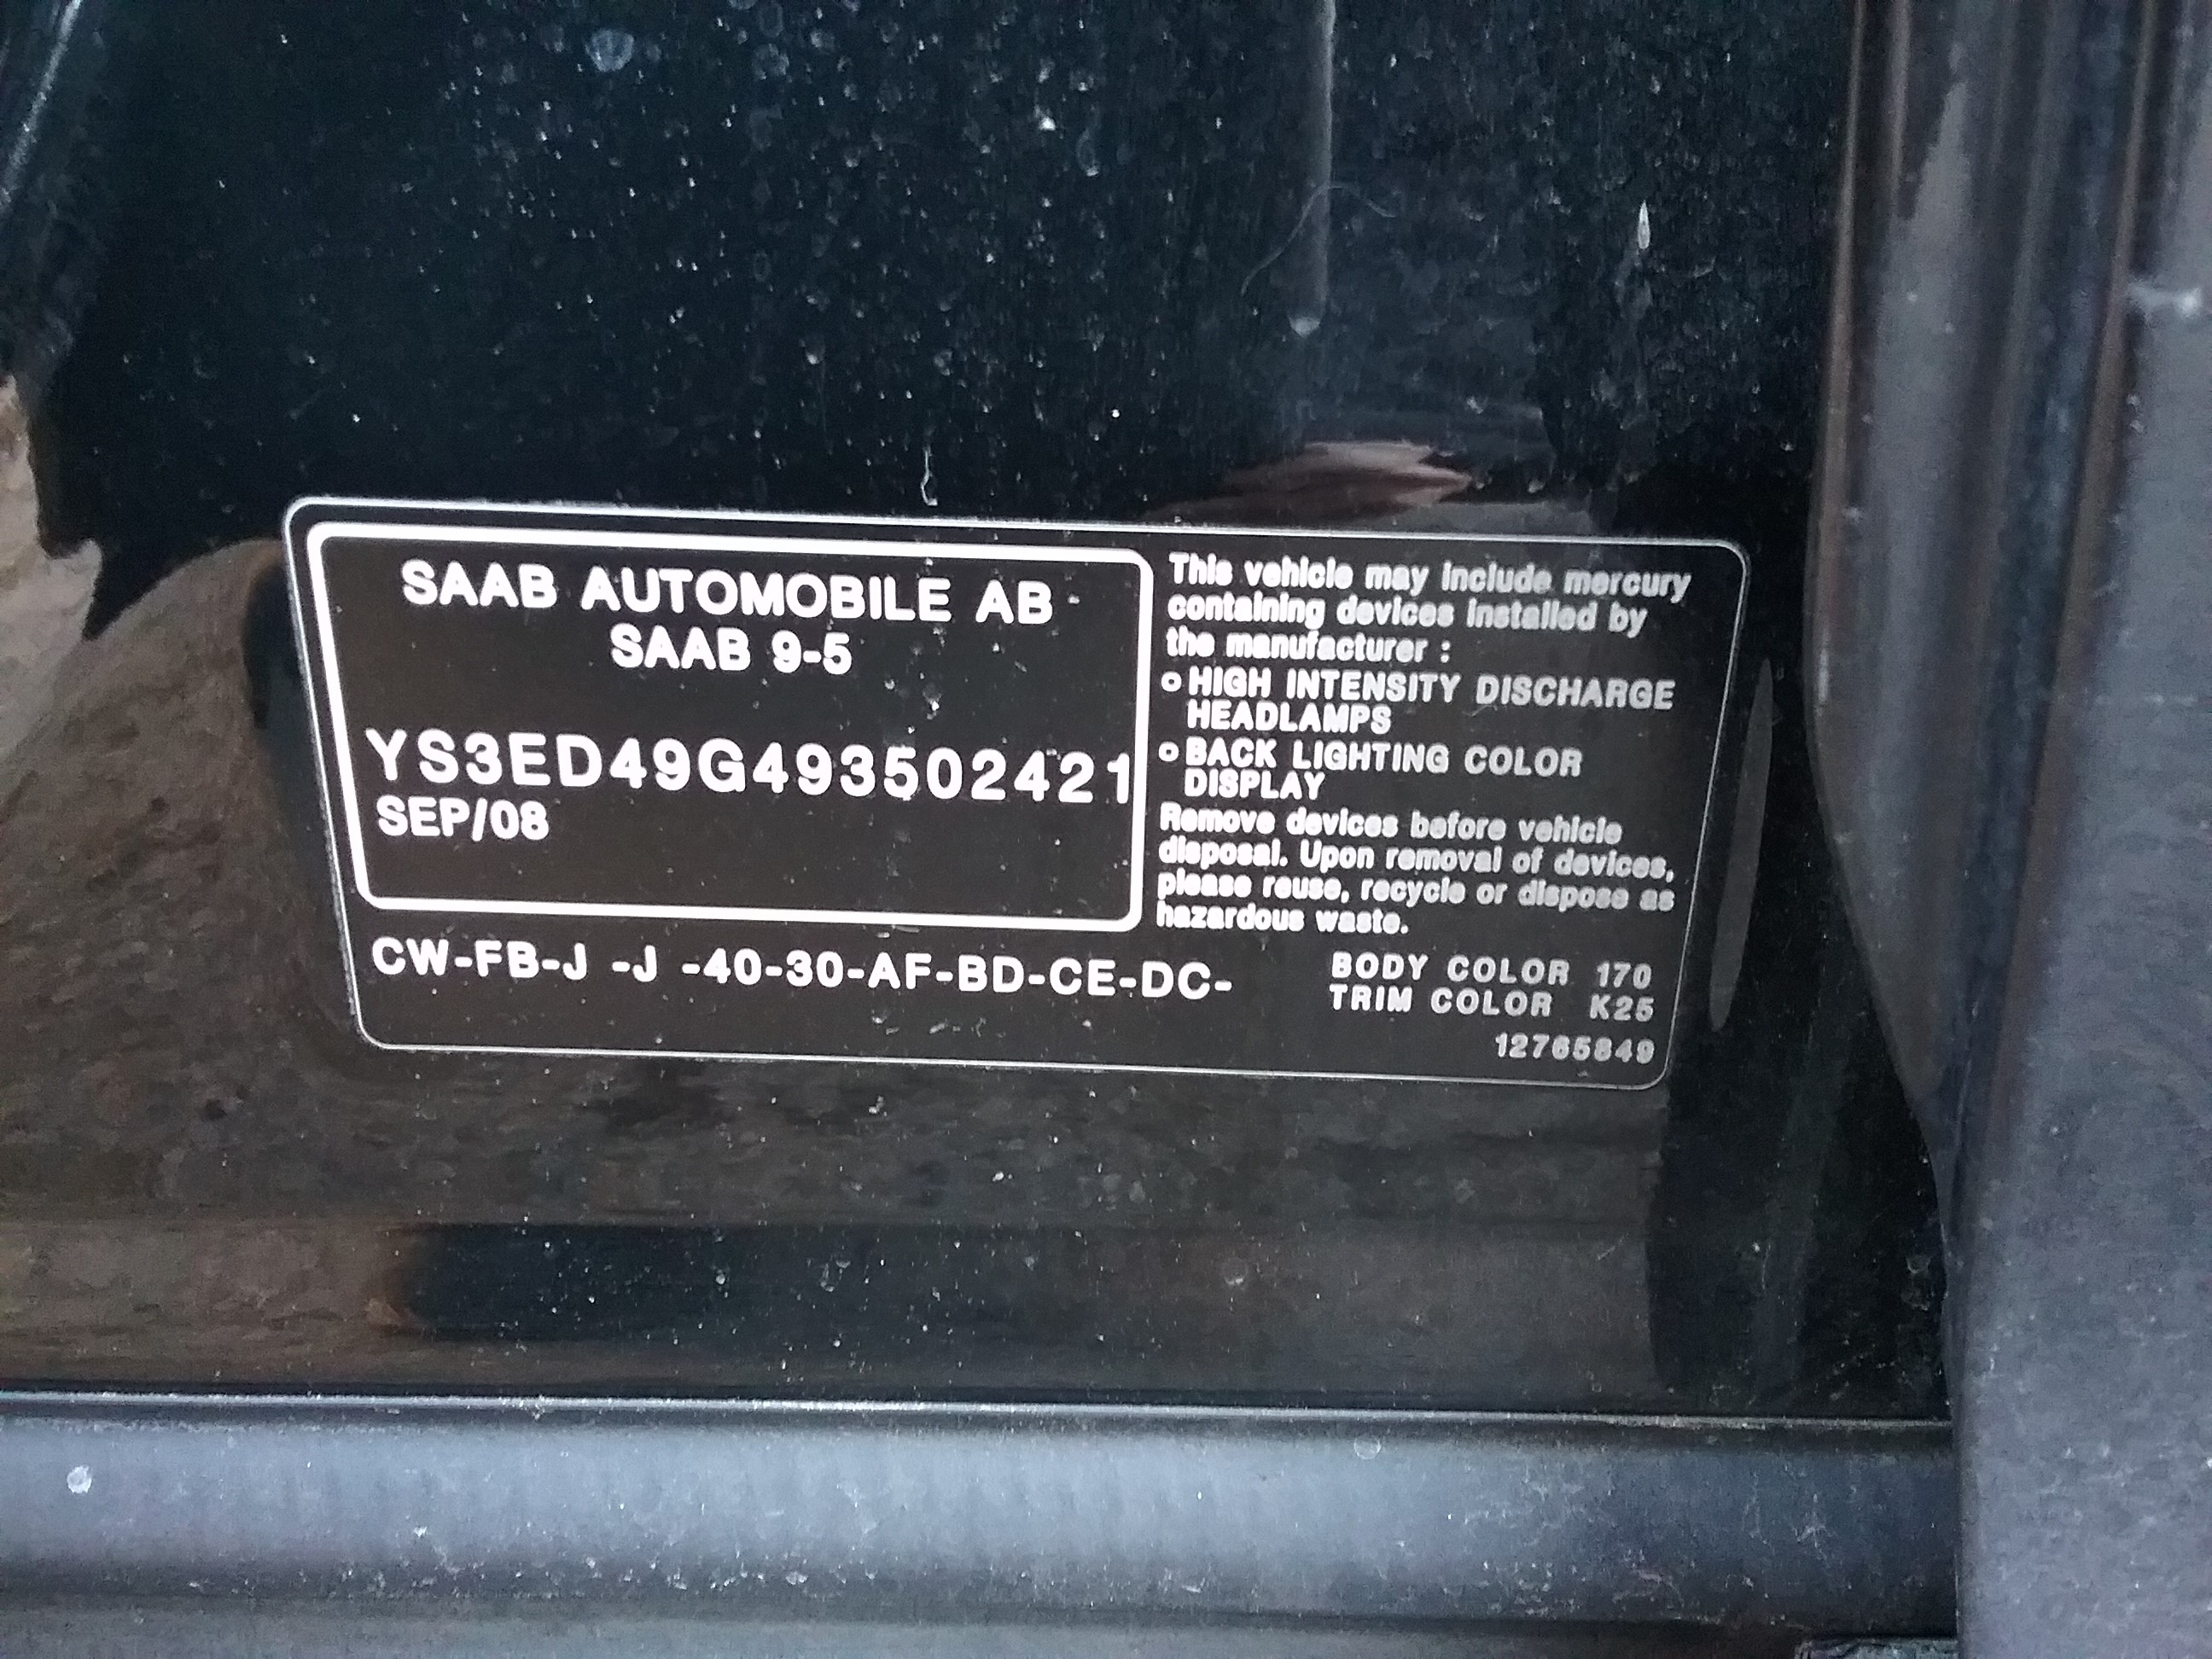 SAAB AUTOMOBILE AB
SAAB 9-5
YS3ED49G493502421
SEP/08
This vehicle may include mercury
containing devices installed by
the manufacturer :
o HIGH INTENSITY DISCHARGE
HEADLAMPS
o BACK LIGHTING COLOR
DISPLAY
Remove devices before vehicle
disposal. Upon removal of devices,
please reuse, recycle or dispose as
hazardous waste.
CW-FB-J -J -40-30-AF-BD-CE-DC-
BODY COLOR 170
TRIM COLOR K25
12765849